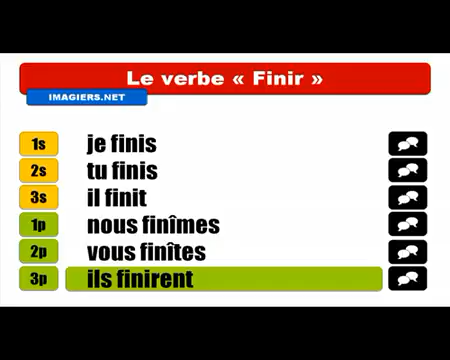 Le verbe « Finir »
IMAGIERS.NET
1s je finis
2s tu finis
3s il finit
1p nous finîmes
2p vous finîtes
3p ils finirent